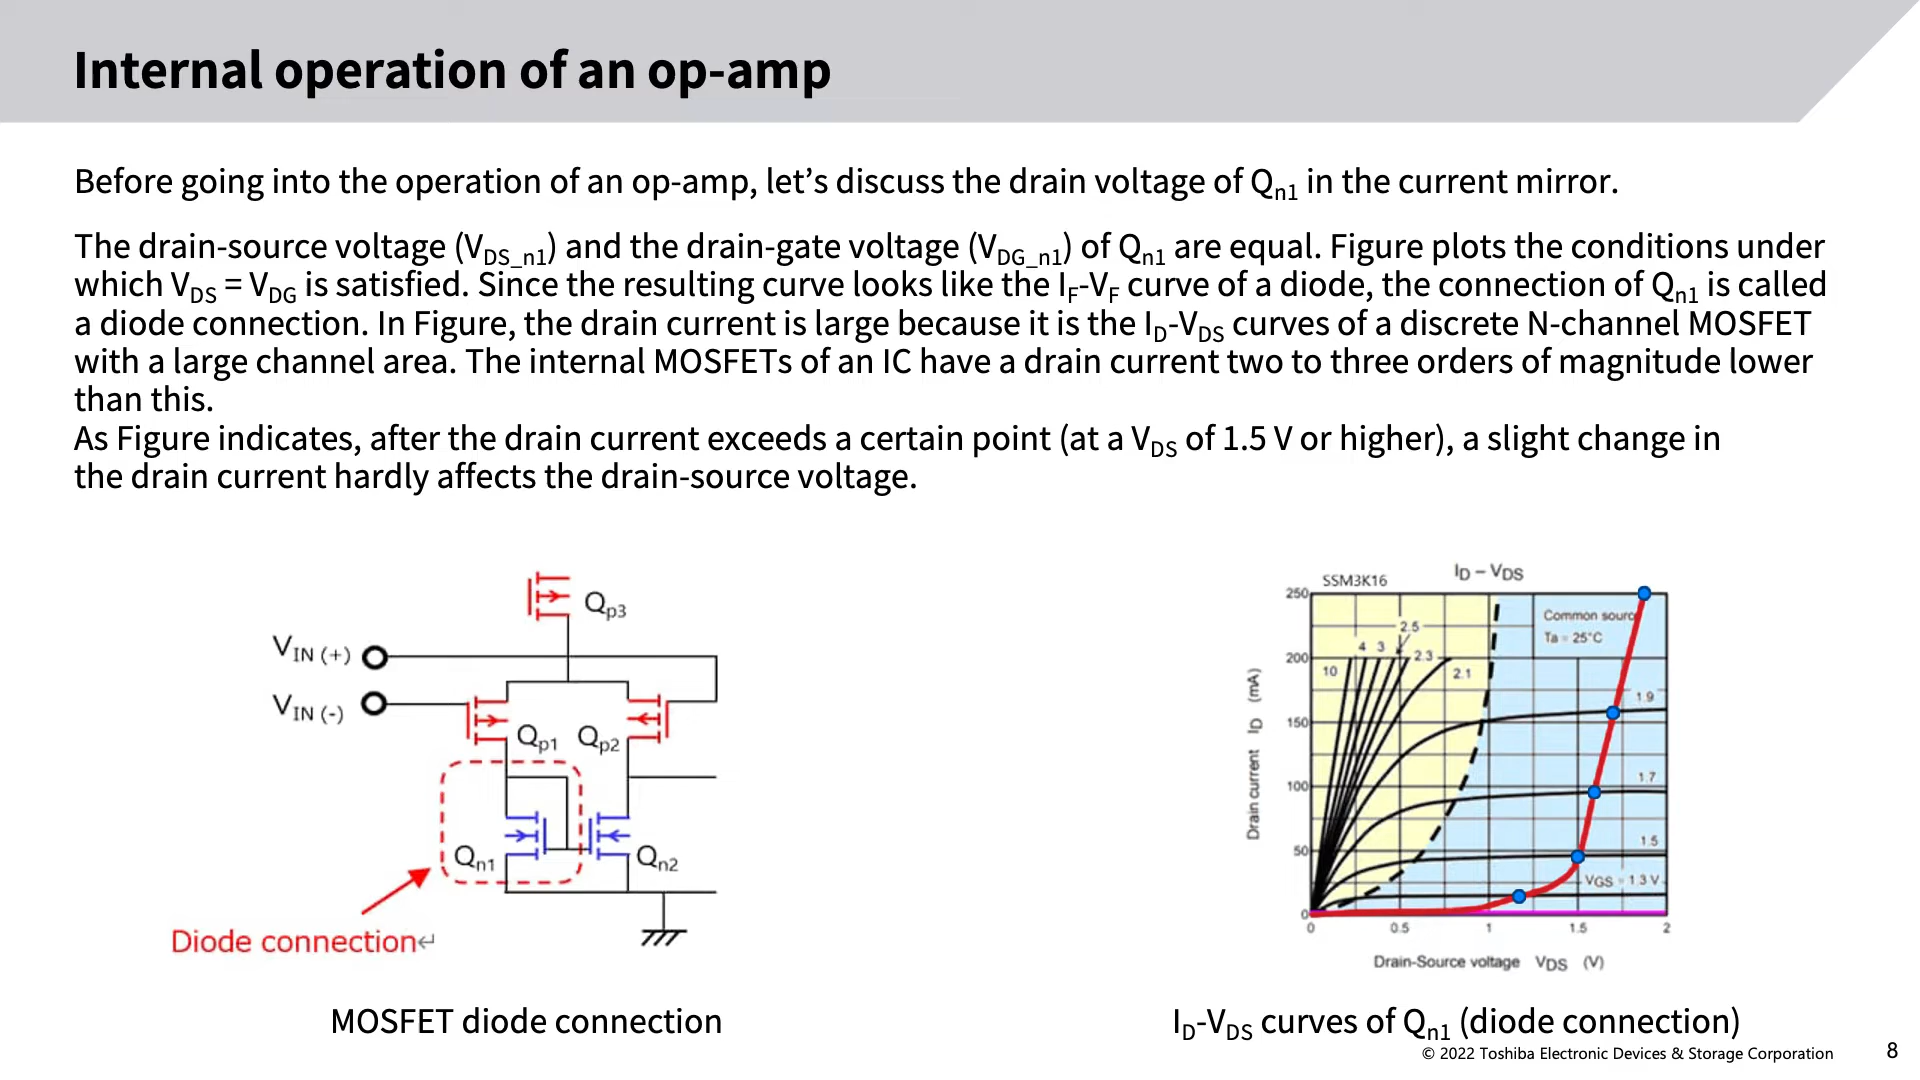 Internal operation of an op-amp
Before going into the operation of an op-amp, let’s discuss the drain voltage of Qn1 in the current mirror.
The drain-source voltage (VDS_n1) and the drain-gate voltage (VDG_n1) of Qn1 are equal. Figure plots the conditions under
which VDS = VDG is satisfied. Since the resulting curve looks like the IF-VF curve of a diode, the connection of Qn1 is called
a diode connection. In Figure, the drain current is large because it is the ID-VDS curves of a discrete N-channel MOSFET
with a large channel area. The internal MOSFETs of an IC have a drain current two to three orders of magnitude lower
than this.
As Figure indicates, after the drain current exceeds a certain point (at a VDS of 1.5 V or higher), a slight change in
the drain current hardly affects the drain-source voltage.
Qp3
VIN (+)
VIN (-)
Qp1 Qp2
Qn1
Qn2
Diode connection↵
MOSFET diode connection
SSM3K16
ID – VDS
250
200
150
100
50
0
Drain current ID (mA)
Common sourc
Ta = 25°C
10
4
3
2.5
2.3
2.1
1.9
1.7
1.5
VGS = 1.3 V
0 0.5 1 1.5 2
Drain-Source voltage VDS (V)
ID-VDS curves of Qn1 (diode connection)
© 2022 Toshiba Electronic Devices & Storage Corporation
8